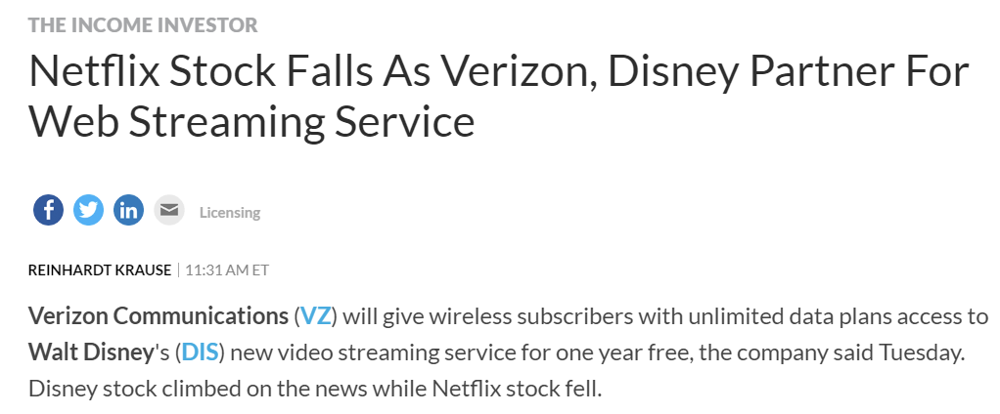 THE INCOME INVESTOR
Netflix Stock Falls As Verizon, Disney Partner For
Web Streaming Service
f in Licensing
REINHARDT KRAUSE | 11:31 AM ET
Verizon Communications (VZ) will give wireless subscribers with unlimited data plans access to
Walt Disney's (DIS) new video streaming service for one year free, the company said Tuesday.
Disney stock climbed on the news while Netflix stock fell.